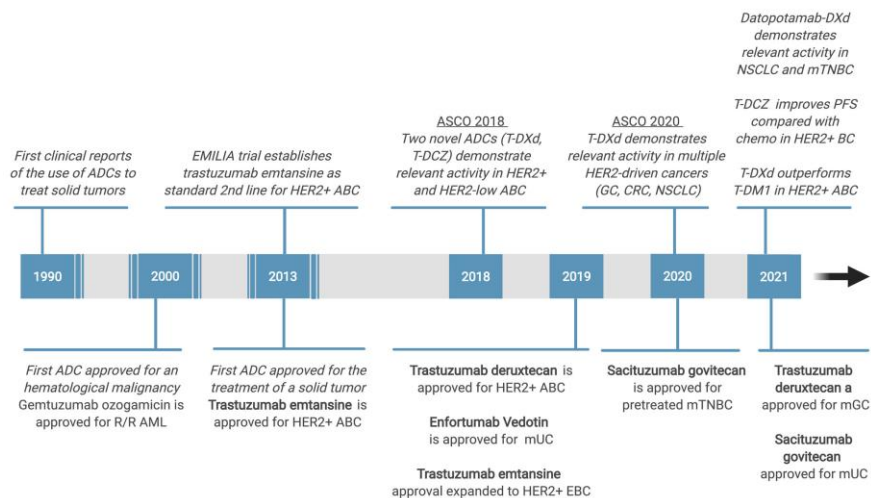 First clinical reports
of the use of ADCs to
treat solid tumors
EMILIA trial establishes
trastuzumab emtansine as
standard 2nd line for HER2+ ABC
ASCO 2018
Two novel ADCs (T-DXd,
T-DCZ) demonstrate
relevant activity in HER2+
and HER2-low ABC
ASCO 2020
T-DXd demonstrates
relevant activity in multiple
HER2-driven cancers
(GC, CRC, NSCLC)
Datopotamab-DXd
demonstrates
relevant activity in
NSCLC and mTNBC
T-DCZ improves PFS
compared with
chemo in HER2+ BC
T-DXd outperforms
T-DM1 in HER2+ ABC
1990
2000
2013
2018
2019
2020
2021
First ADC approved for an
hematological malignancy
Gemtuzumab ozogamicin is
approved for R/R AML
First ADC approved for the
treatment of a solid tumor
Trastuzumab emtansine is
approved for HER2+ ABC
Trastuzumab deruxtecan is
approved for HER2+ ABC
Enfortumab Vedotin
is approved for mUC
Trastuzumab emtansine
approval expanded to HER2+ EBC
Sacituzumab govitecan
is approved for
pretreated mTNBC
Trastuzumab
deruxtecan a
approved for mGC
Sacituzumab
govitecan
approved for mUC